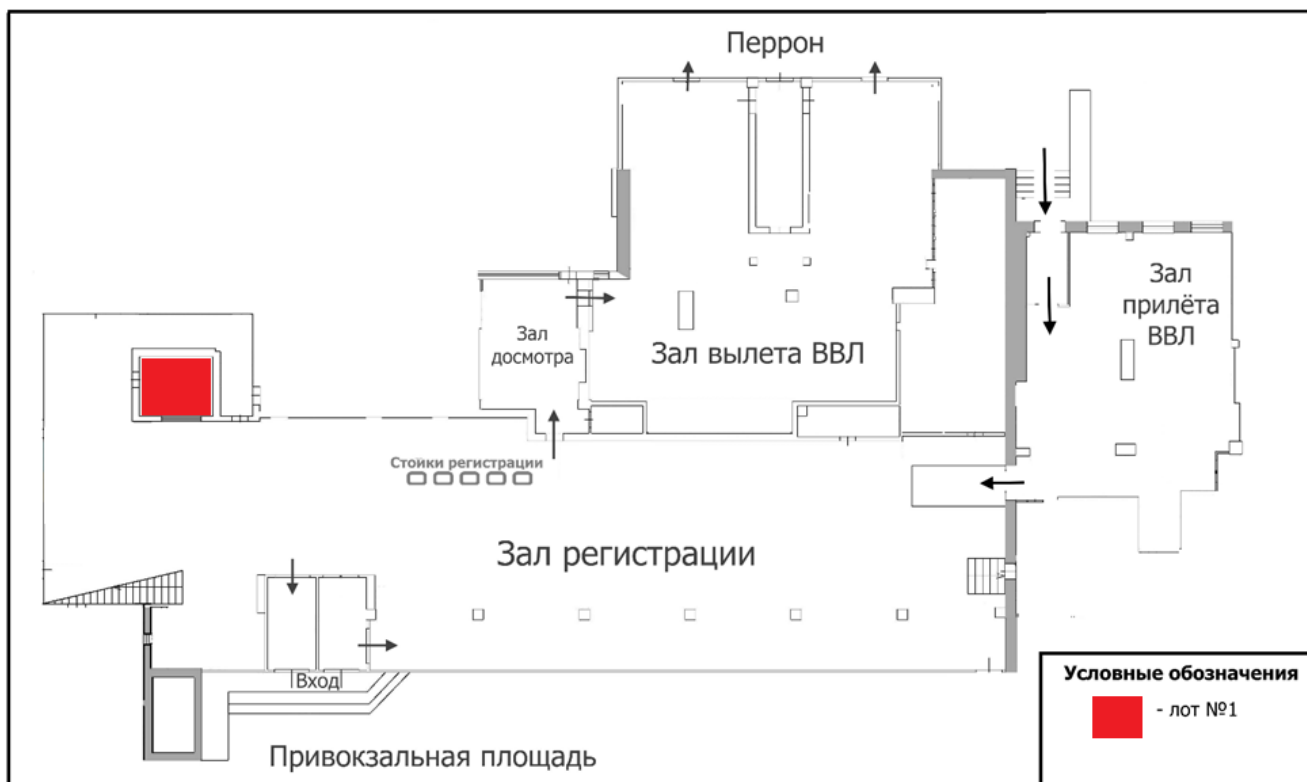 Перрон
Зал
прилёта
ВВЛ
Зал
досмотра
Зал вылета ВВЛ
Стойки регистрации
Зал регистрации
Вход
Привокзальная площадь
Условные обозначения
- лот №1